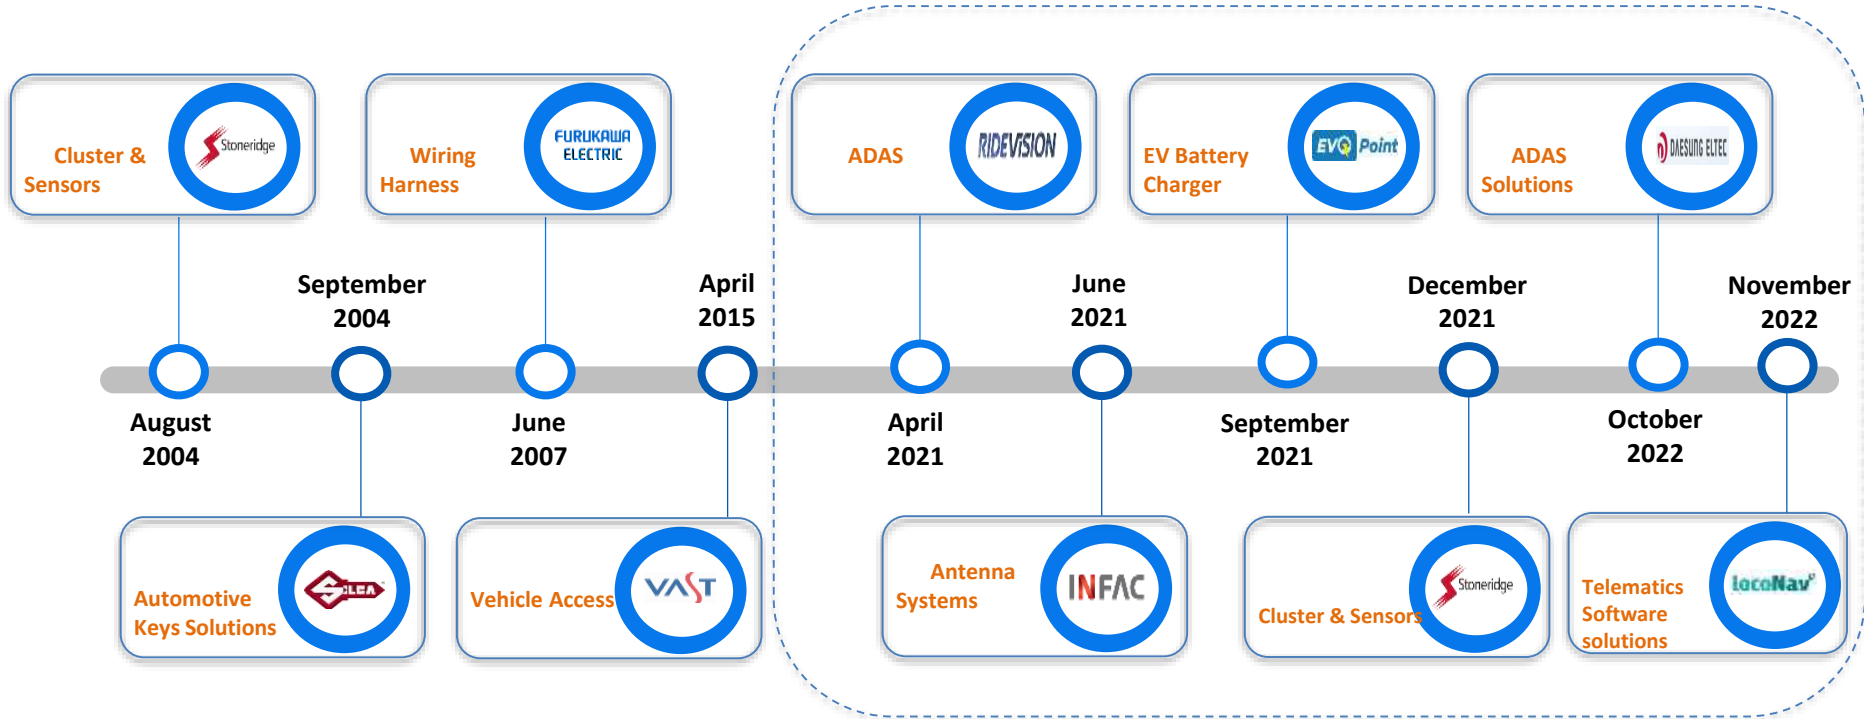 Cluster &
Sensors
Stoneridge
Wiring
Harness
FURUKAWA
ELECTRIC
ADAS
RIDEVISION
EV Battery
Charger
EVQ Point
ADAS
Solutions
DAESUNG ELTEC
September
2004
April
2015
June
2021
December
2021
November
2022
August
2004
June
2007
April
2021
September
2021
October
2022
Automotive
Keys Solutions
SILCA
Vehicle Access
VAST
Antenna
Systems
INFAC
Cluster & Sensors
Stoneridge
Telematics
Software
solutions
locoNav